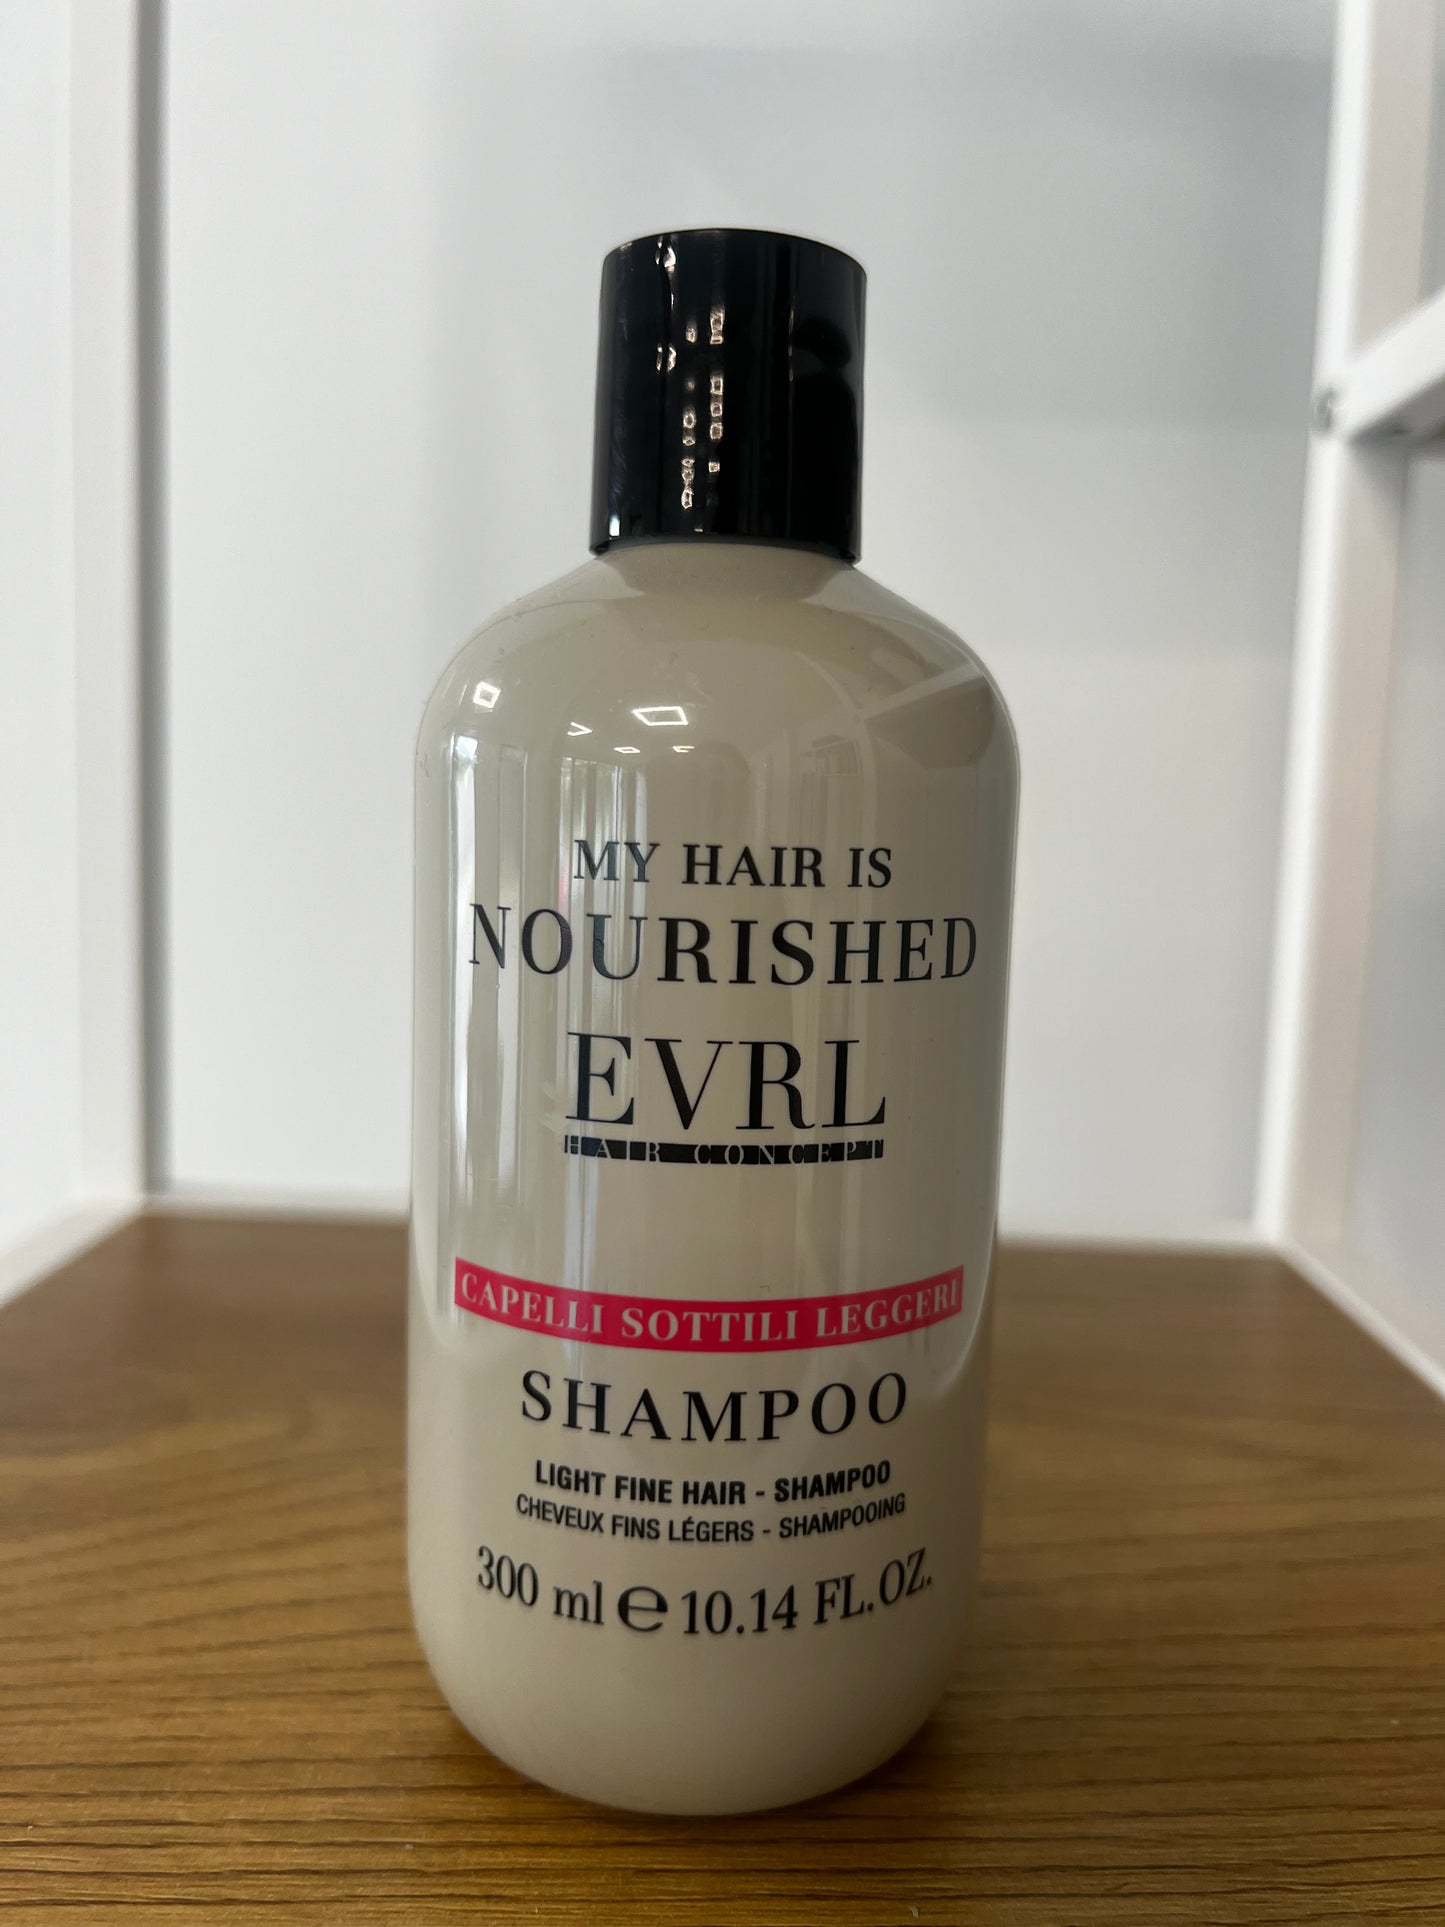 MY HAIR IS
NOURISHED
EVRL
HAIR CONCEPT
CAPELLI SOTTILI LEGGERI
SHAMPOO
LIGHT FINE HAIR - SHAMPOO
CHEVEUX FINS LÉGERS - SHAMPOOING
300 ml ℮ 10.14 FL.OZ.